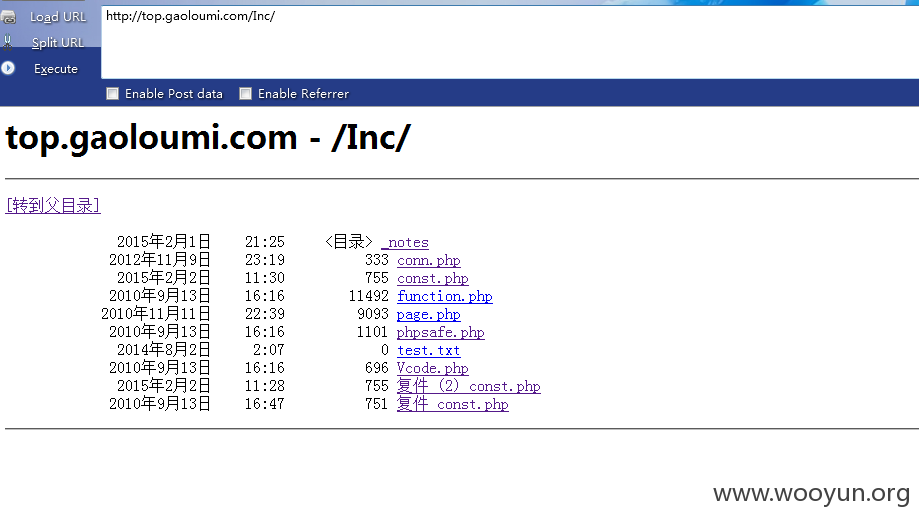 Load URL
http://top.gaoloumi.com/Inc/
Split URL
Execute
Enable Post data Enable Referrer
top.gaoloumi.com - /Inc/
[转到父目录]
2015年2月1日 21:25 <目录> _notes
2012年11月9日 23:19 333 conn.php
2015年2月2日 11:30 755 const.php
2010年9月13日 16:16 11492 function.php
2010年11月11日 22:39 9093 page.php
2010年9月13日 16:16 1101 phpsafe.php
2014年8月2日 2:07 0 test.txt
2010年9月13日 16:16 696 Vcode.php
2015年2月2日 11:28 755 复件 (2) const.php
2010年9月13日 16:47 751 复件 const.php
www.wooyun.org